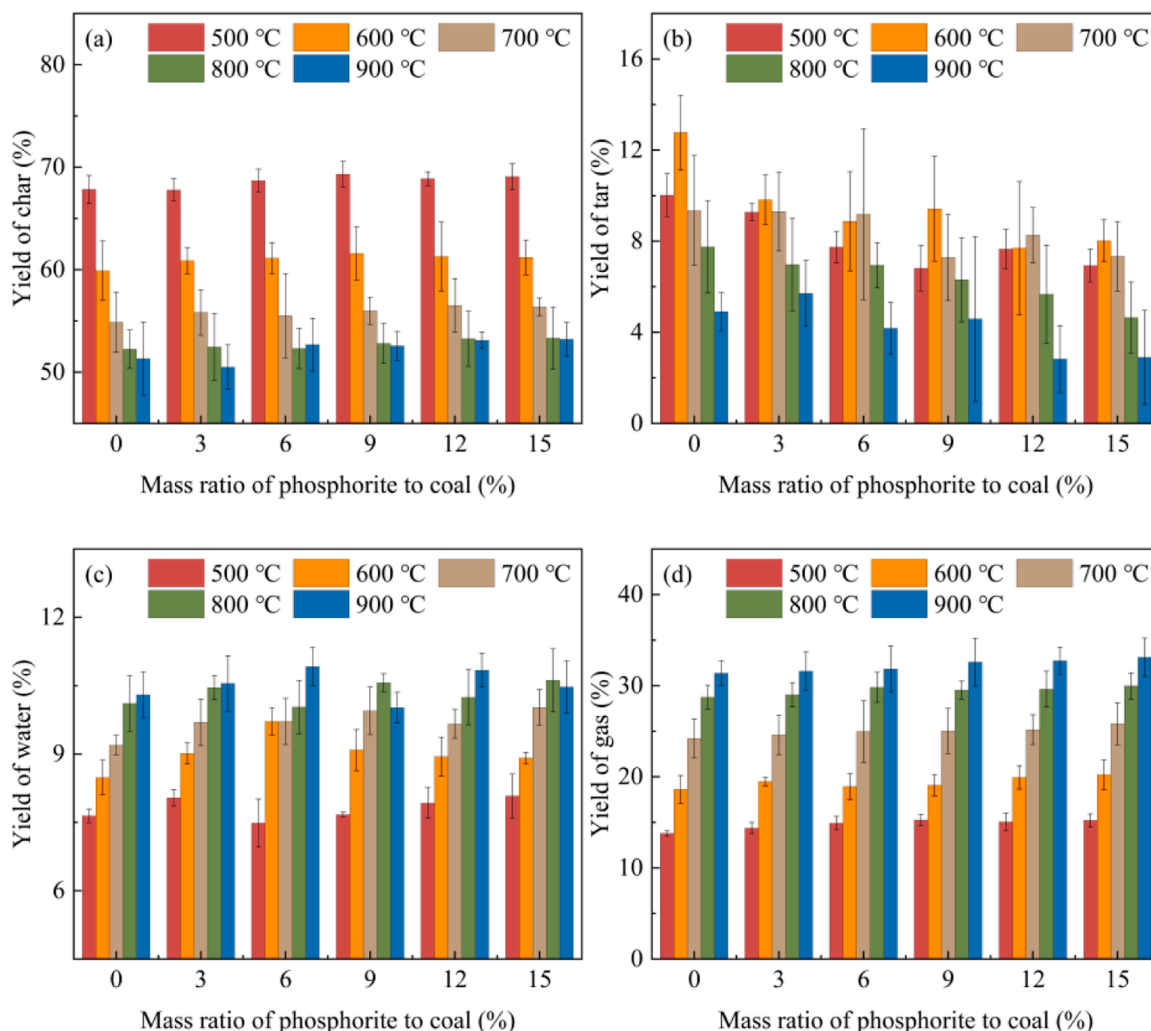 (a) 500 ℃ 600 ℃ 700 ℃
800 ℃ 900 ℃
80
70
60
50
Yield of char (%)
0 3 6 9 12 15
Mass ratio of phosphorite to coal (%)
(b) 500 ℃ 600 ℃ 700 ℃
800 ℃ 900 ℃
16
12
8
4
0
Yield of tar (%)
0 3 6 9 12 15
Mass ratio of phosphorite to coal (%)
(c) 500 ℃ 600 ℃ 700 ℃
800 ℃ 900 ℃
12
9
6
Yield of water (%)
0 3 6 9 12 15
Mass ratio of phosphorite to coal (%)
(d) 500 ℃ 600 ℃ 700 ℃
800 ℃ 900 ℃
40
30
20
10
0
Yield of gas (%)
0 3 6 9 12 15
Mass ratio of phosphorite to coal (%)